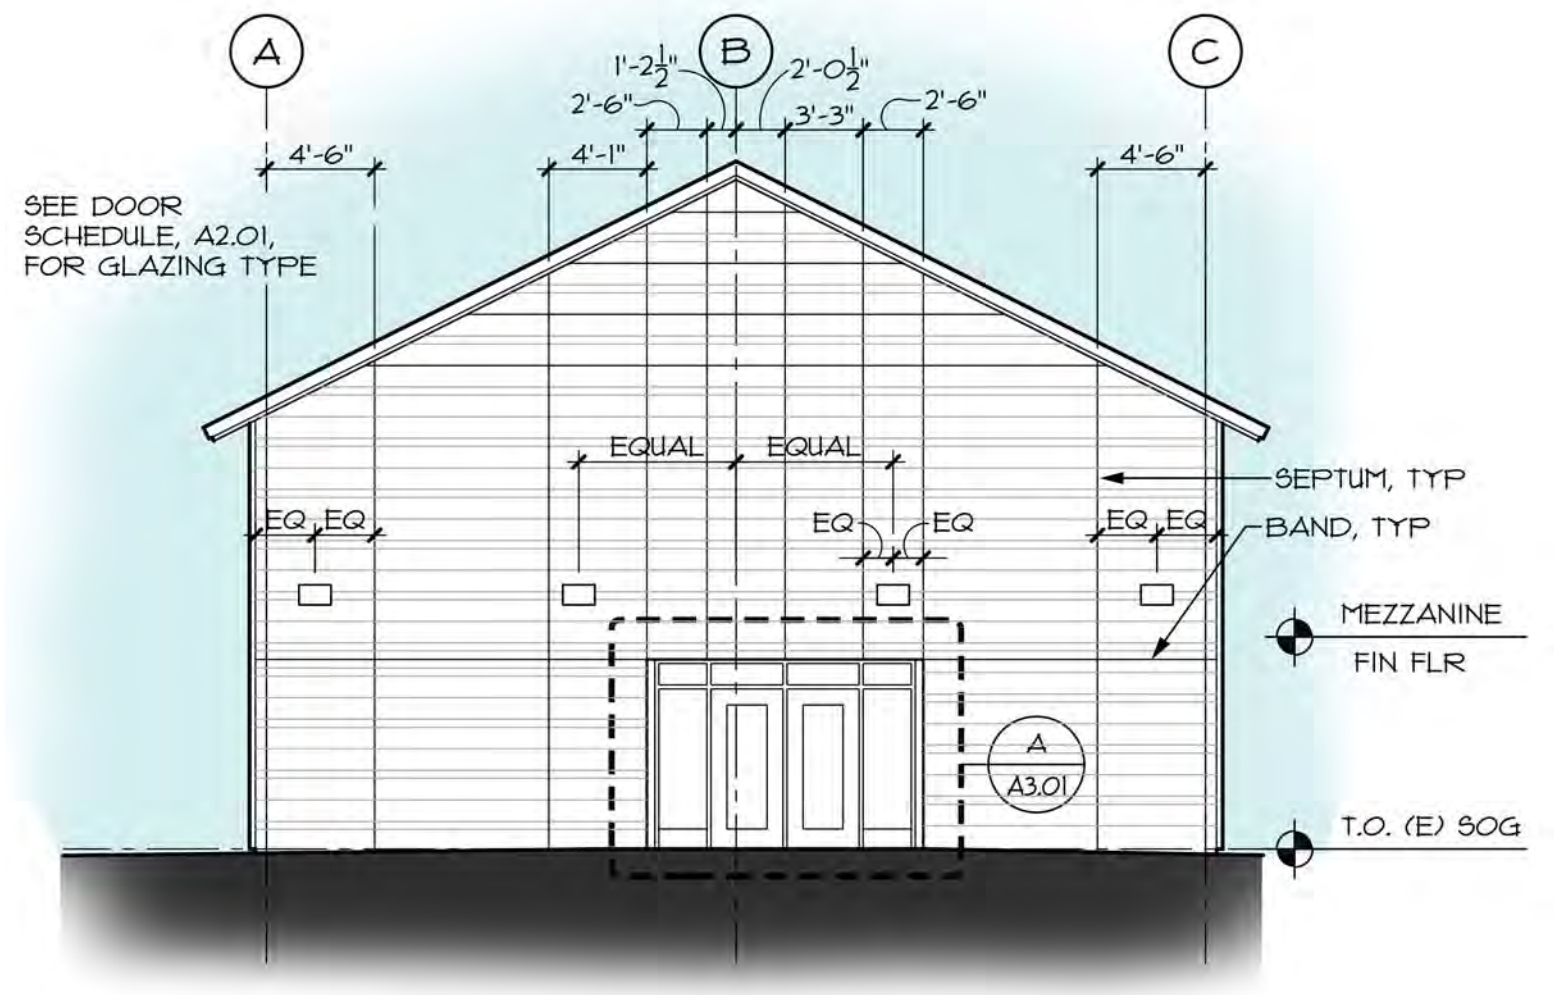 A
B
C
1'-2½"
2'-0½"
2'-6"
3'-3"
2'-6"
4'-6"
4'-1"
4'-6"
SEE DOOR
SCHEDULE, A2.01,
FOR GLAZING TYPE
EQUAL
EQUAL
SEPTUM, TYP
EQ
EQ
EQ
EQ
EQ
EQ
BAND, TYP
MEZZANINE
FIN FLR
A
A3.01
T.O. (E) SOG